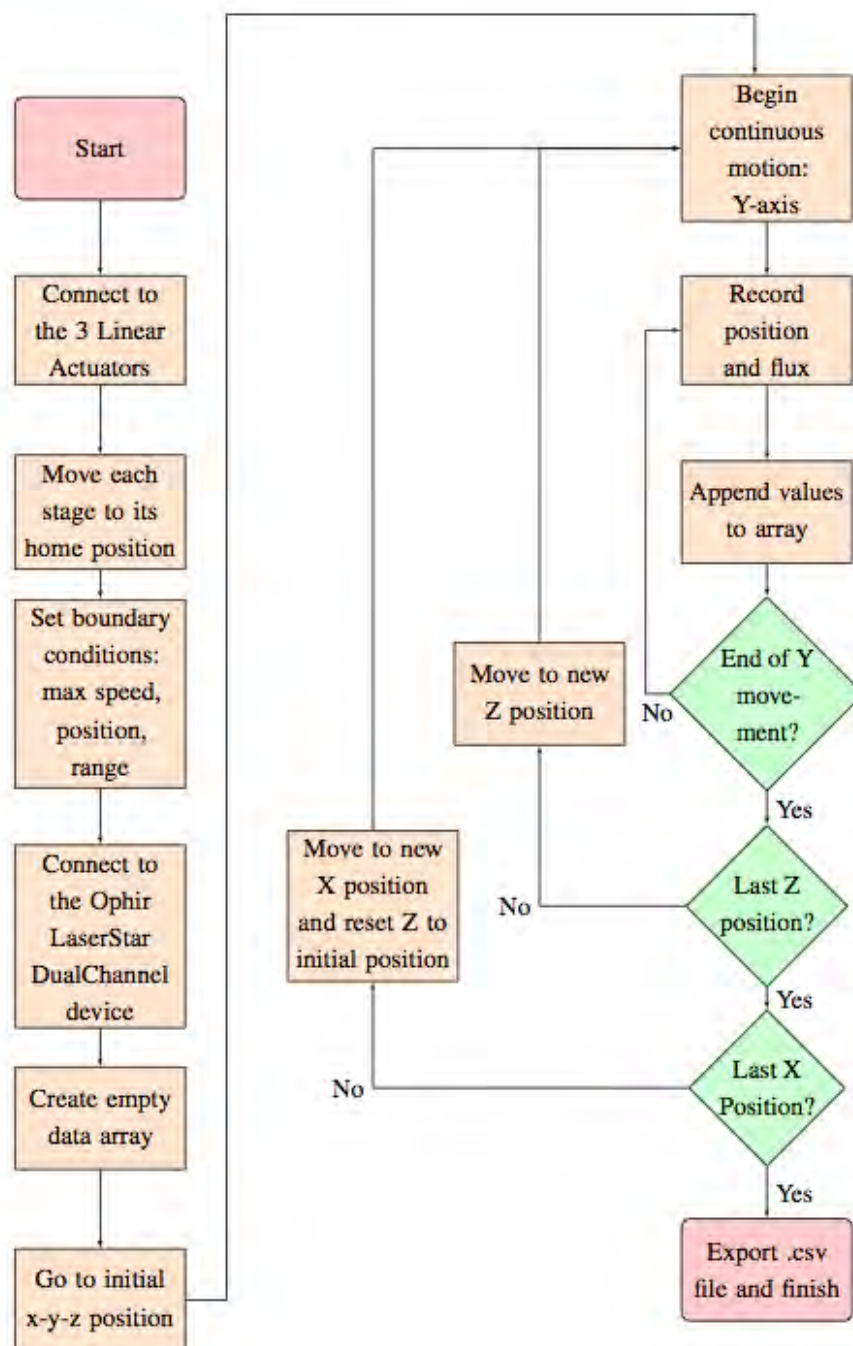 Start
Connect to
the 3 Linear
Actuators
Move each
stage to its
home position
Set boundary
conditions:
max speed,
position,
range
Connect to
the Ophir
LaserStar
DualChannel
device
Create empty
data array
Go to initial
x-y-z position
Begin
continuous
motion:
Y-axis
Record
position
and flux
Append values
to array
End of Y
move-
ment?
No
Yes
Move to new
Z position
Last Z
position?
No
Yes
Move to new
X position
and reset Z to
initial position
Last X
Position?
No
Yes
Export .csv
file and finish